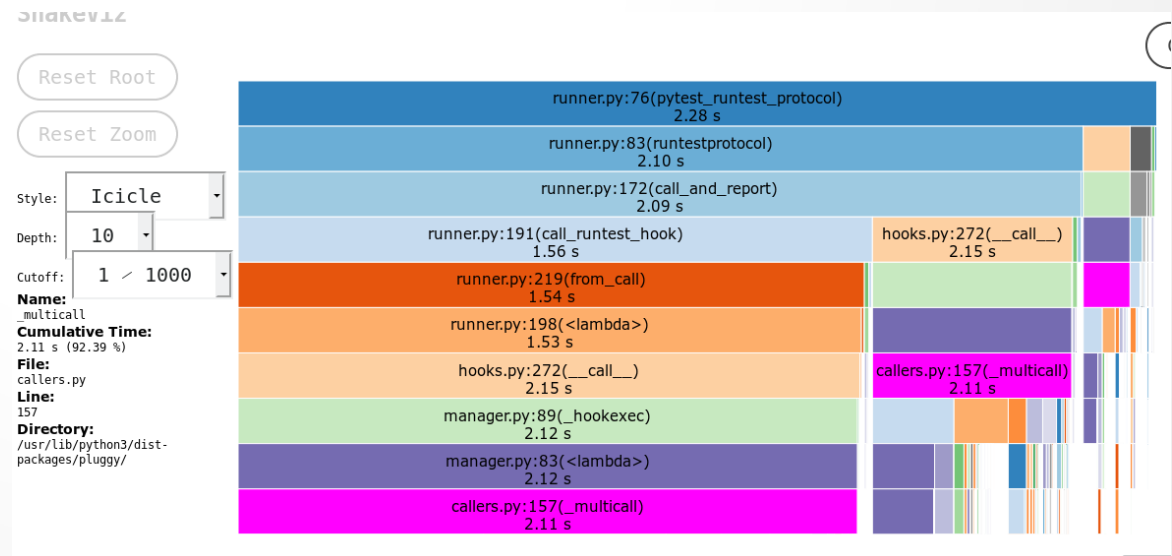 SnakeViz
Reset Root
Reset Zoom
Style: Icicle
Depth: 10
Cutoff: 1 / 1000
Name:
_multicall
Cumulative Time:
2.11 s (92.39 %)
File:
callers.py
Line:
157
Directory:
/usr/lib/python3/dist-
packages/pluggy/
runner.py:76(pytest_runtest_protocol)
2.28 s
runner.py:83(runtestprotocol)
2.10 s
runner.py:172(call_and_report)
2.09 s
runner.py:191(call_runtest_hook)
1.56 s
hooks.py:272(__call__)
2.15 s
runner.py:219(from_call)
1.54 s
runner.py:198(<lambda>)
1.53 s
hooks.py:272(__call__)
2.15 s
callers.py:157(_multicall)
2.11 s
manager.py:89(_hookexec)
2.12 s
manager.py:83(<lambda>)
2.12 s
callers.py:157(_multicall)
2.11 s